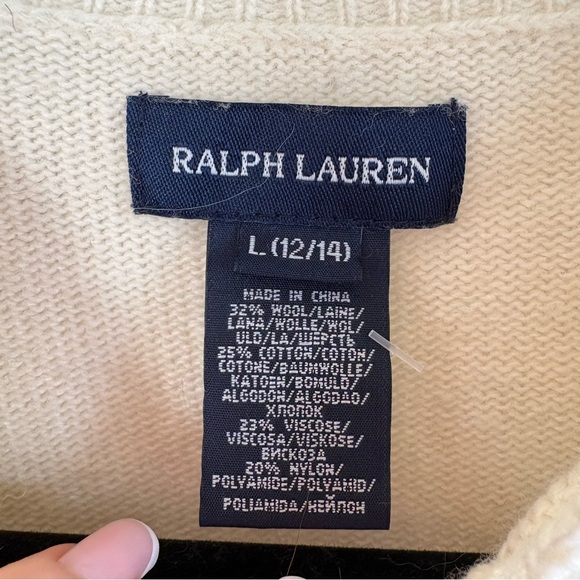 RALPH LAUREN
L (12/14)
MADE IN CHINA
32% WOOL/LAINE/
LANA/WOLLE/WOL/
ULD/LA/ШЕРСТЬ
25% COTTON/COTON/
COTONE/BAUMWOLLE/
KATOEN/BOMULD/
ALGODON/ALGODAO/
ХЛОПОК
23% VISCOSE/
VISCOSA/VISKOSE/
ВИСКОЗА
20% NYLON/
POLYAMIDE/POLYAMID/
POLIAMIDA/НЕЙЛОН